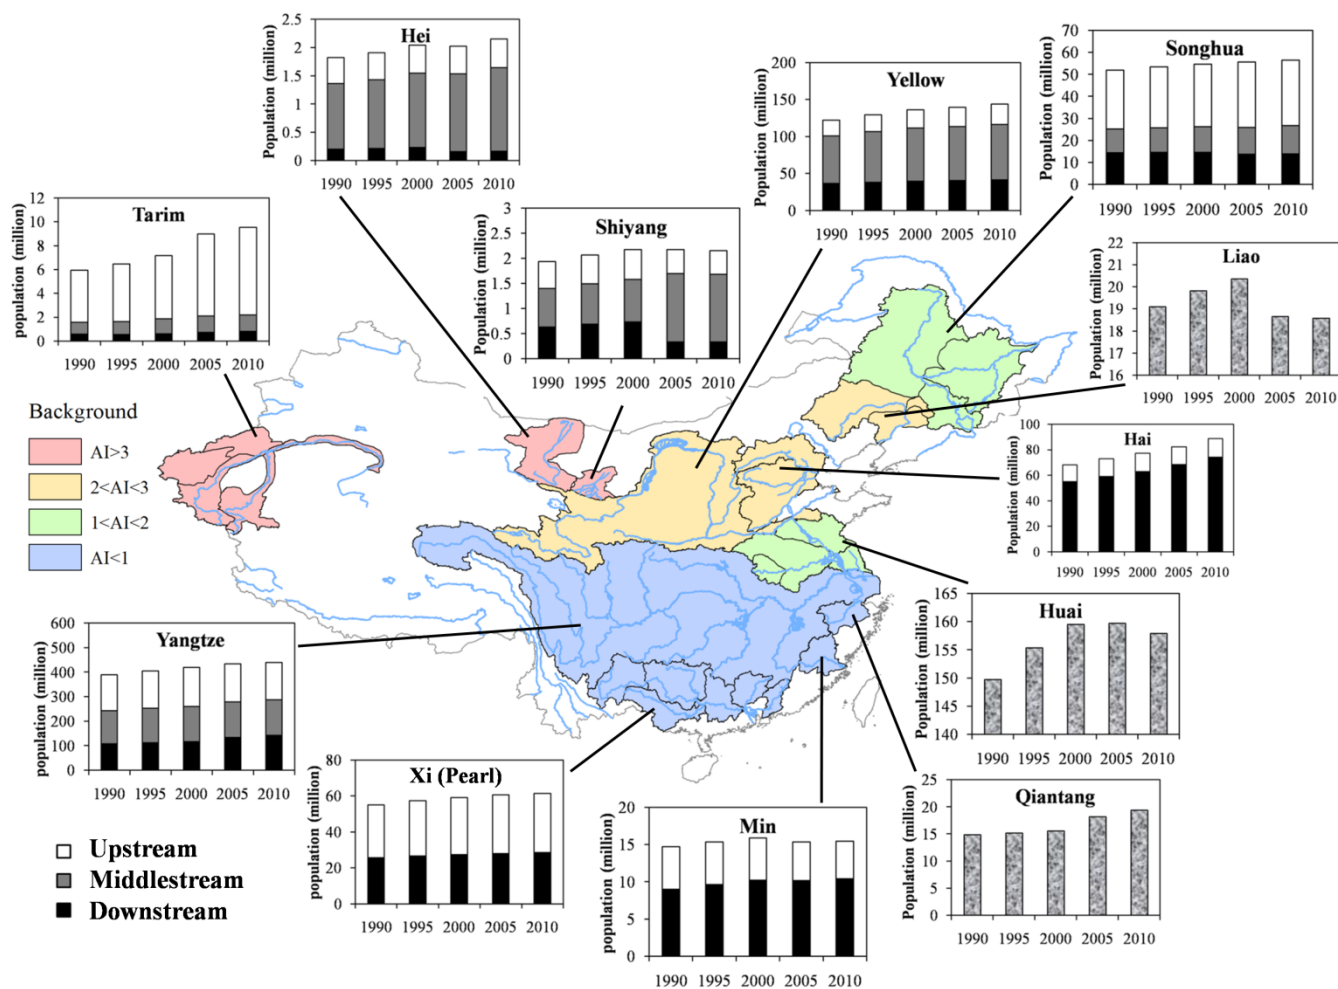 Hei
Population (million)
2.5
2
1.5
1
0.5
0
1990 1995 2000 2005 2010
Yellow
Population (million)
200
150
100
50
0
1990 1995 2000 2005 2010
Songhua
Population (million)
70
60
50
40
30
20
10
0
1990 1995 2000 2005 2010
Tarim
population (million)
12
10
8
6
4
2
0
1990 1995 2000 2005 2010
Shiyang
Population (million)
3
2.5
2
1.5
1
0.5
0
1990 1995 2000 2005 2010
Liao
Population (million)
22
21
20
19
18
17
16
1990 1995 2000 2005 2010
Background
AI>3
2<AI<3
1<AI<2
AI<1
Hai
Population (million)
100
80
60
40
20
0
1990 1995 2000 2005 2010
Huai
Population (million)
165
160
155
150
145
140
1990 1995 2000 2005 2010
Yangtze
population (million)
600
500
400
300
200
100
0
1990 1995 2000 2005 2010
Xi (Pearl)
population (million)
80
60
40
20
0
1990 1995 2000 2005 2010
Min
population (million)
20
15
10
5
0
1990 1995 2000 2005 2010
Qiantang
Population (million)
25
20
15
10
5
0
1990 1995 2000 2005 2010
Upstream
Middlestream
Downstream